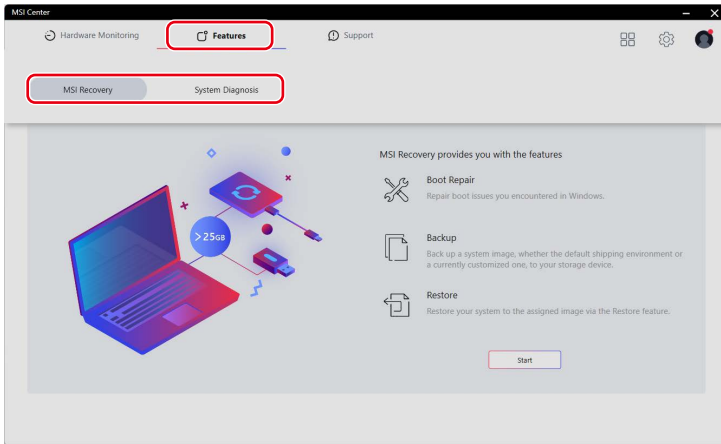 MSI Center
Hardware Monitoring
Features
Support
MSI Recovery
System Diagnosis
>25GB
MSI Recovery provides you with the features
Boot Repair
Repair boot issues you encountered in Windows.
Backup
Back up a system image, whether the default shipping environment or
a currently customized one, to your storage device.
Restore
Restore your system to the assigned image via the Restore feature.
Start